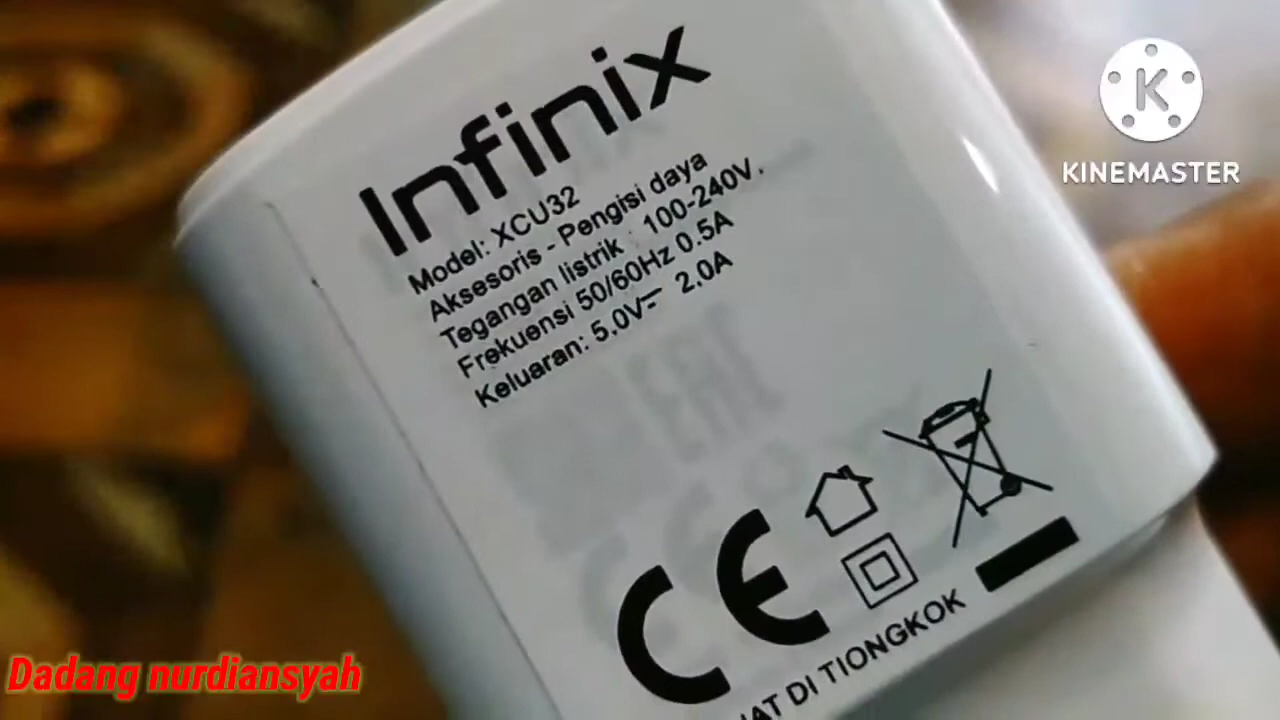 Infinix
Model: XCU32
Aksesoris - Pengisi daya
Tegangan listrik : 100-240V,
Frekuensi 50/60Hz 0.5A
Keluaran: 5.0V⎓ 2.0A
CE
DI TIONGKOK
K
KINEMASTER
Dadang nurdiansyah